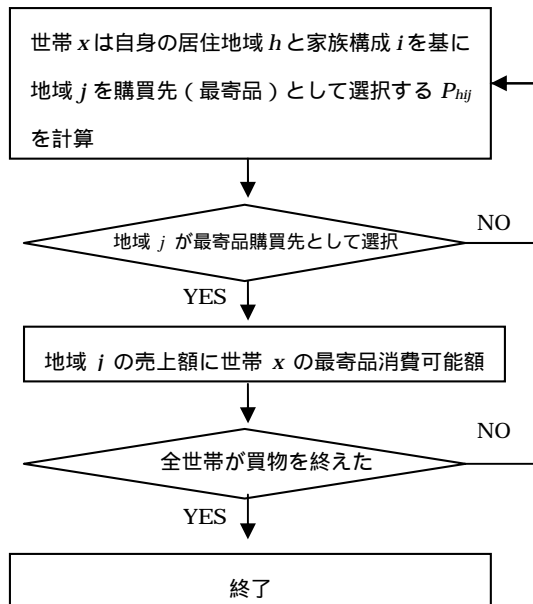 世帯 x は自身の居住地域 h と家族構成 i を基に
地域 j を購買先（最寄品）として選択する Phij
を計算
地域 j が最寄品購買先として選択
NO
YES
地域 j の売上額に世帯 x の最寄品消費可能額
全世帯が買物を終えた
NO
YES
終了